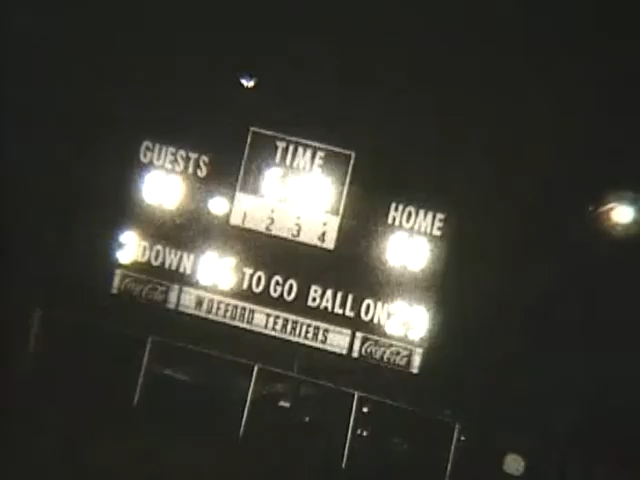 TIME
GUESTS
1 2 3 4
HOME
DOWN TO GO BALL ON
Coca-Cola WOFFORD TERRIERS Coca-Cola